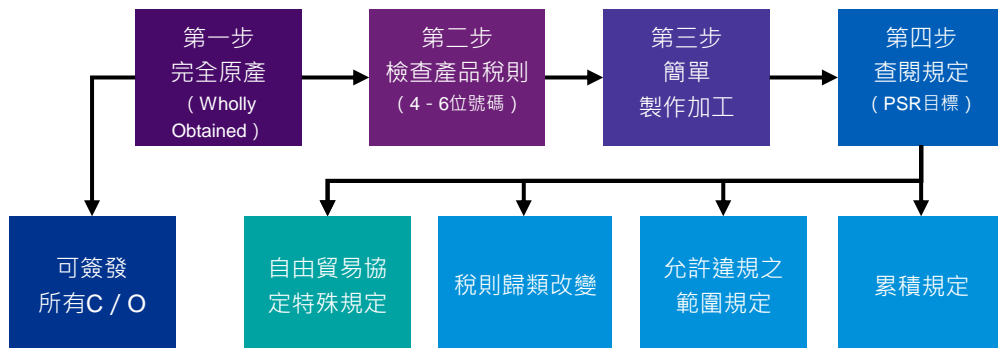 第一步
完全原產
（Wholly
Obtained）
第二步
檢查產品稅則
（4 - 6位號碼）
第三步
簡單
製作加工
第四步
查閱規定
（PSR目標）
可簽發
所有C / O
自由貿易協
定特殊規定
稅則歸類改變
允許違規之
範圍規定
累積規定